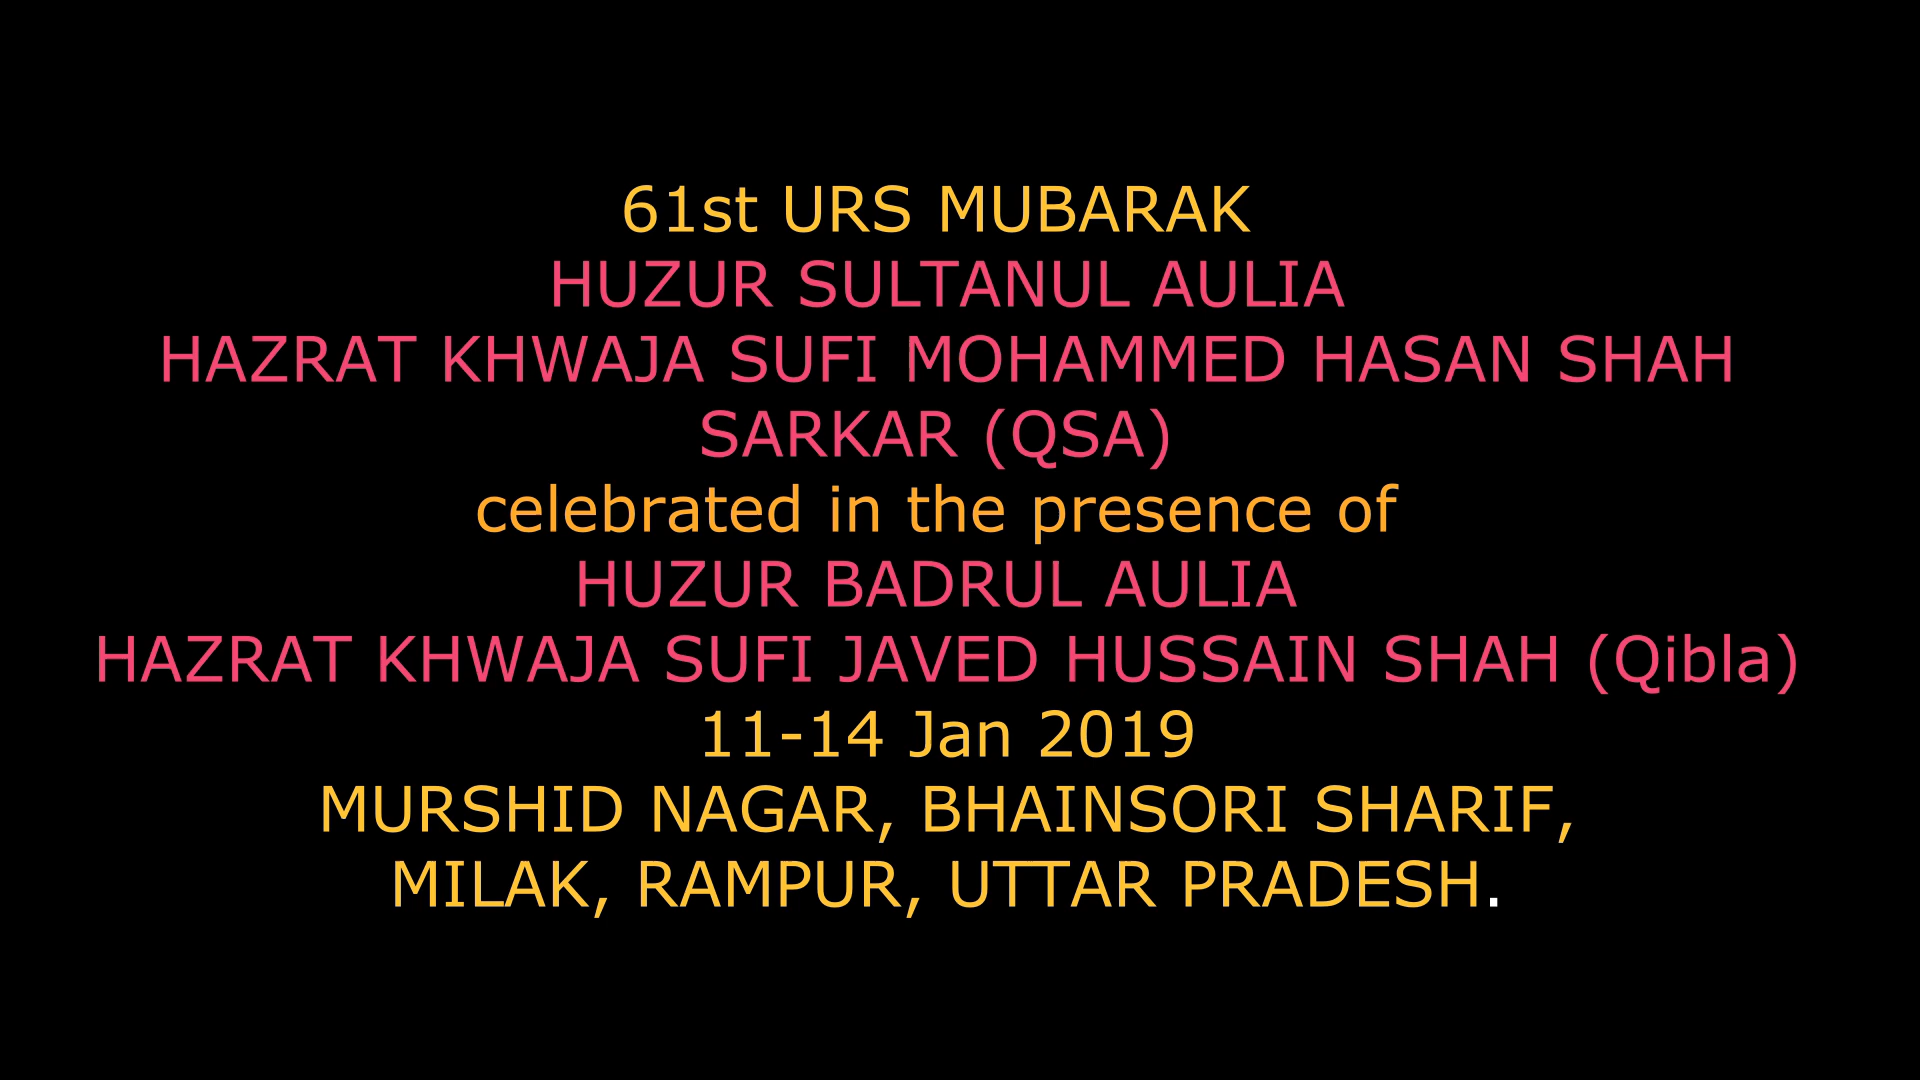 61st URS MUBARAK
HUZUR SULTANUL AULIA
HAZRAT KHWAJA SUFI MOHAMMED HASAN SHAH
SARKAR (QSA)
celebrated in the presence of
HUZUR BADRUL AULIA
HAZRAT KHWAJA SUFI JAVED HUSSAIN SHAH (Qibla)
11-14 Jan 2019
MURSHID NAGAR, BHAINSORI SHARIF,
MILAK, RAMPUR, UTTAR PRADESH.